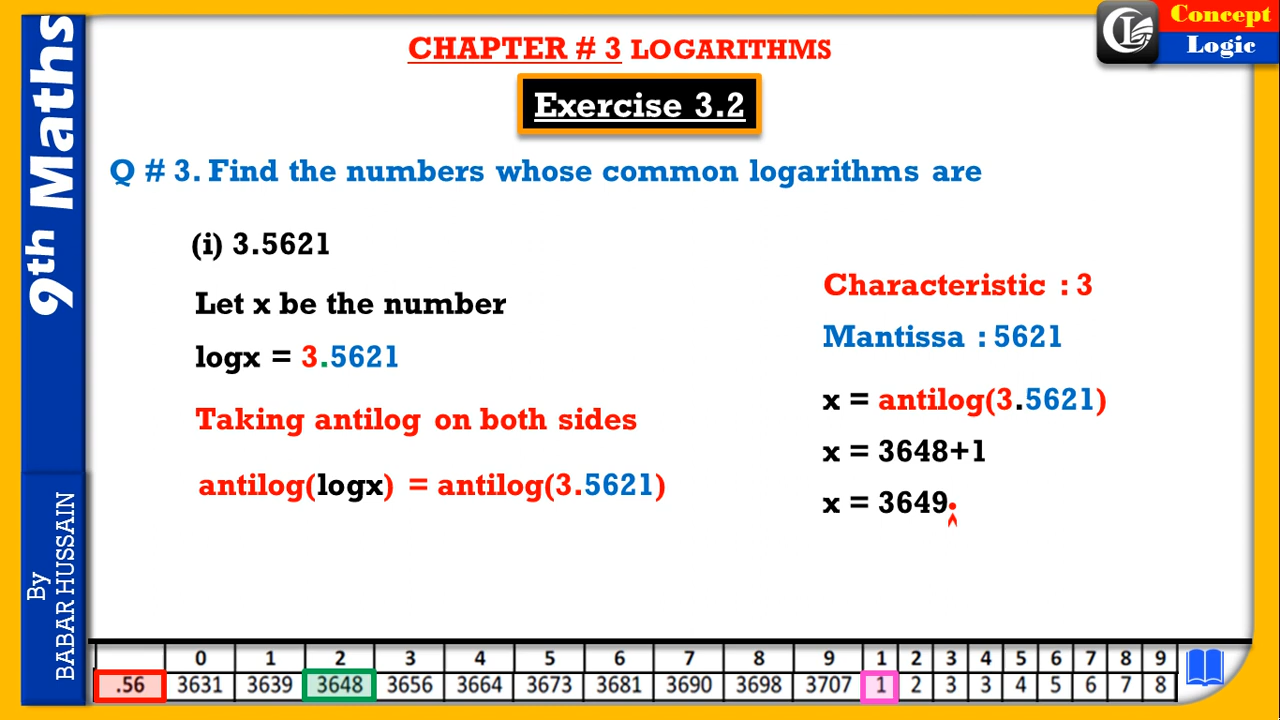 CHAPTER # 3 LOGARITHMS
Concept
Logic
9th Maths
Exercise 3.2
Q # 3. Find the numbers whose common logarithms are
(i) 3.5621
Let x be the number
logx = 3.5621
Taking antilog on both sides
antilog(logx) = antilog(3.5621)
Characteristic : 3
Mantissa : 5621
x = antilog(3.5621)
x = 3648+1
x = 3649.
By
BABAR HUSSAIN
0 1 2 3 4 5 6 7 8 9 1 2 3 4 5 6 7 8 9
.56 3631 3639 3648 3656 3664 3673 3681 3690 3698 3707 1 2 3 3 4 5 6 7 8